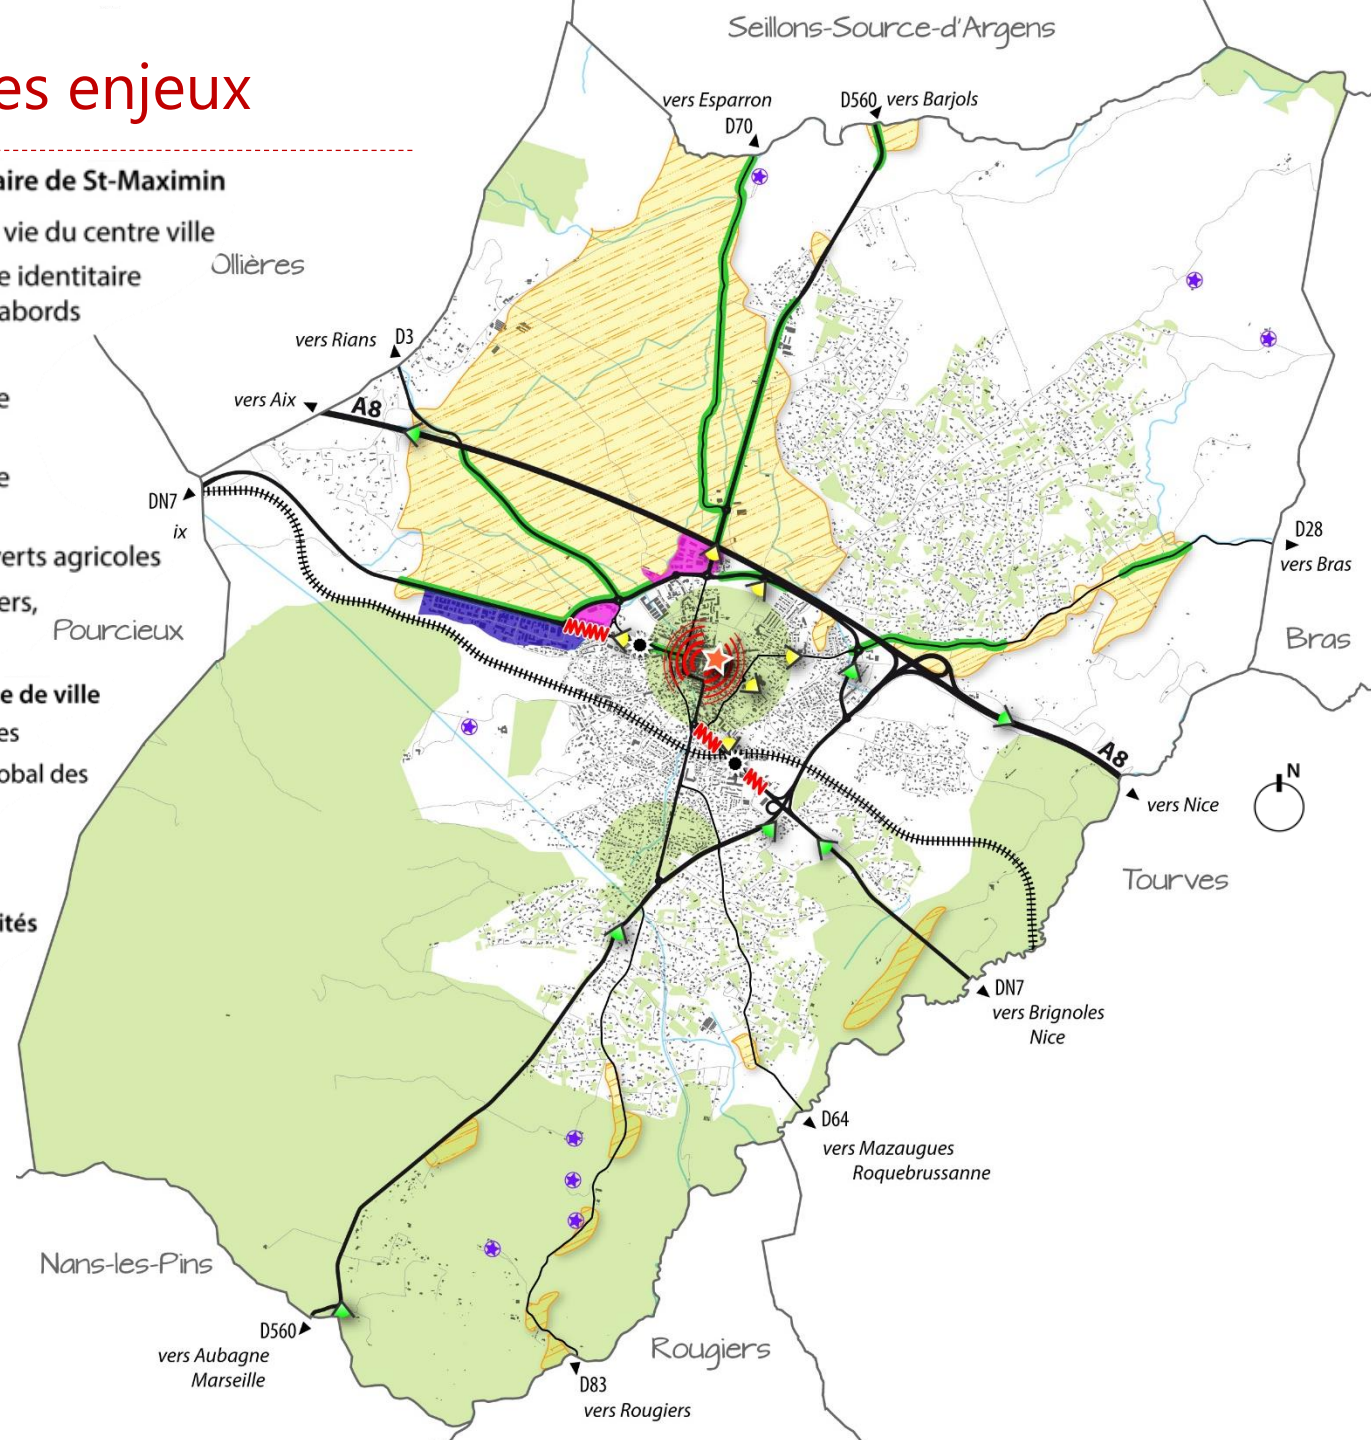 es enjeux
aire de St-Maximin
vie du centre ville
e identitaire
abords
e
e
verts agricoles
ers,
e de ville
es
obal des
ités
Seillons-Source-d'Argens
vers Esparron
D70
D560 vers Barjols
Ollières
vers Rians D3
vers Aix
A8
DN7
ix
Pourcieux
D28
vers Bras
Bras
A8
N
vers Nice
Tourves
DN7
vers Brignoles
Nice
D64
vers Mazaugues
Roquebrussanne
Nans-les-Pins
D560
vers Aubagne
Marseille
Rougiers
D83
vers Rougiers